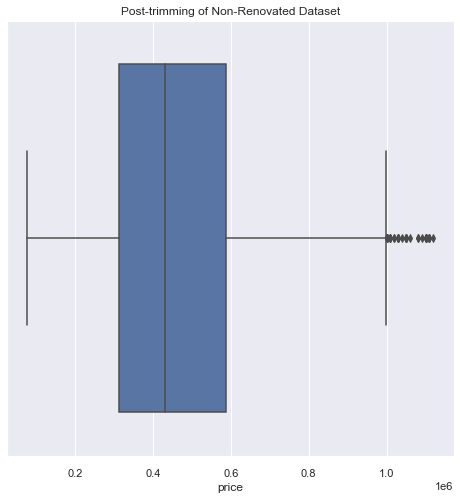 Post-trimming of Non-Renovated Dataset
0.2 0.4 0.6 0.8 1.0
1e6
price